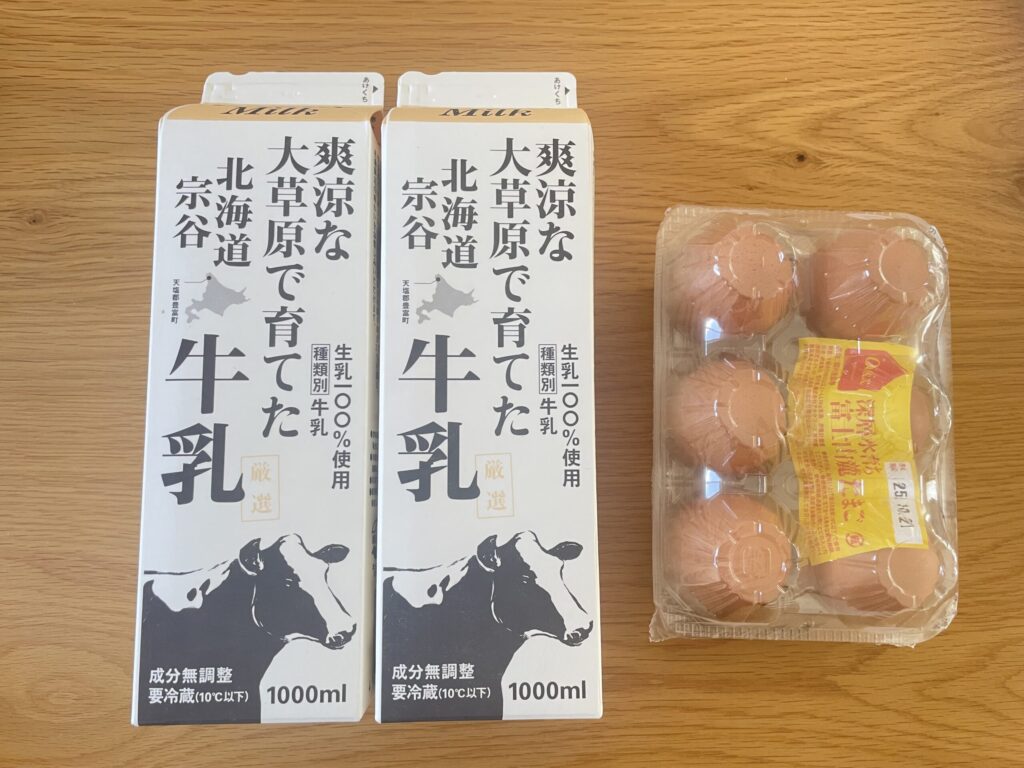 あけくち
Milk
爽涼な
大草原で育てた
北海道
宗谷
天塩郡豊富町
牛乳
生乳一〇〇%使用
種類別 牛乳
厳選
成分無調整
要冷蔵(10℃以下)
1000ml
あけくち
Milk
爽涼な
大草原で育てた
北海道
宗谷
天塩郡豊富町
牛乳
生乳一〇〇%使用
種類別 牛乳
厳選
成分無調整
要冷蔵(10℃以下)
1000ml
富士山麓たまご
25.10.21